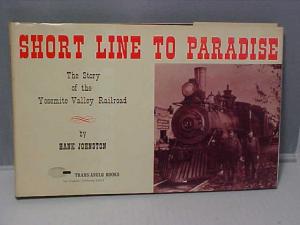 SHORT LINE TO PARADISE
The Story
of the
Yosemite Valley Railroad
by
HANK JOHNSTON
TRANS-ANGLO BOOKS